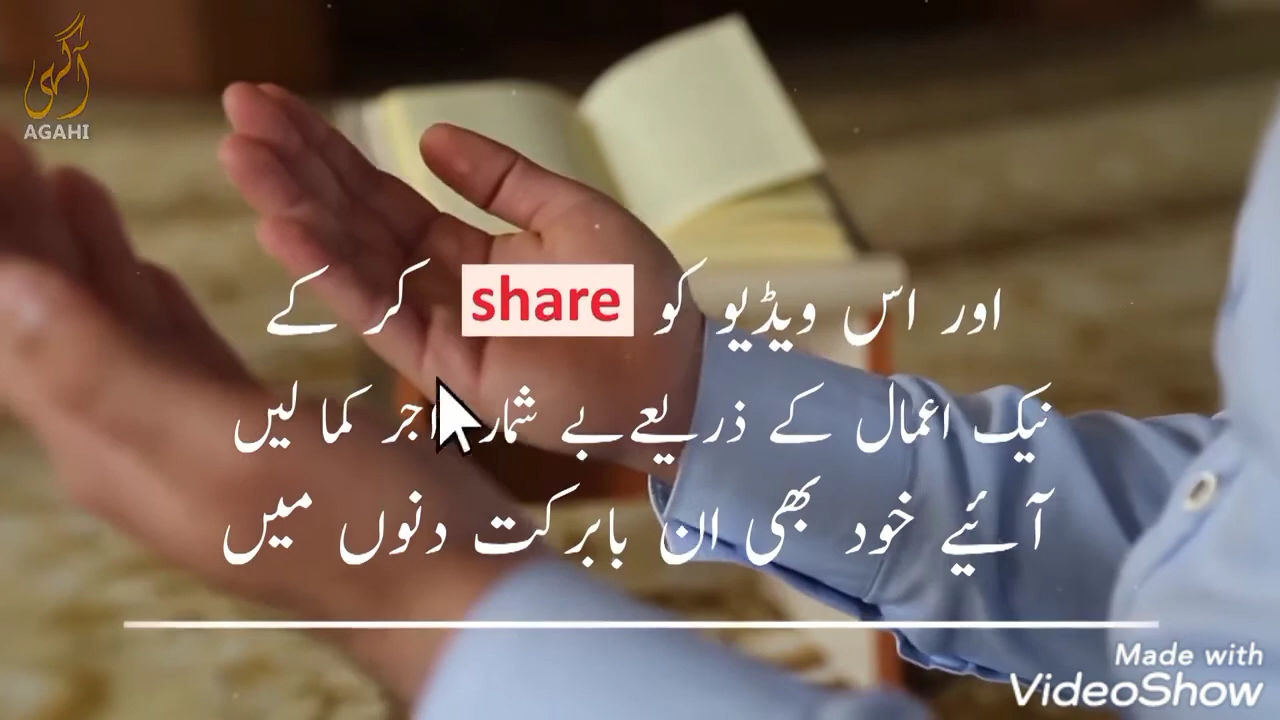 آگہی
AGAHI
اور اس ویڈیو کو share کر کے
نیک اعمال کے ذریعے بے شمار اجر کما لیں
آئیے خود بھی ان بابرکت دنوں میں
Made with
VideoShow